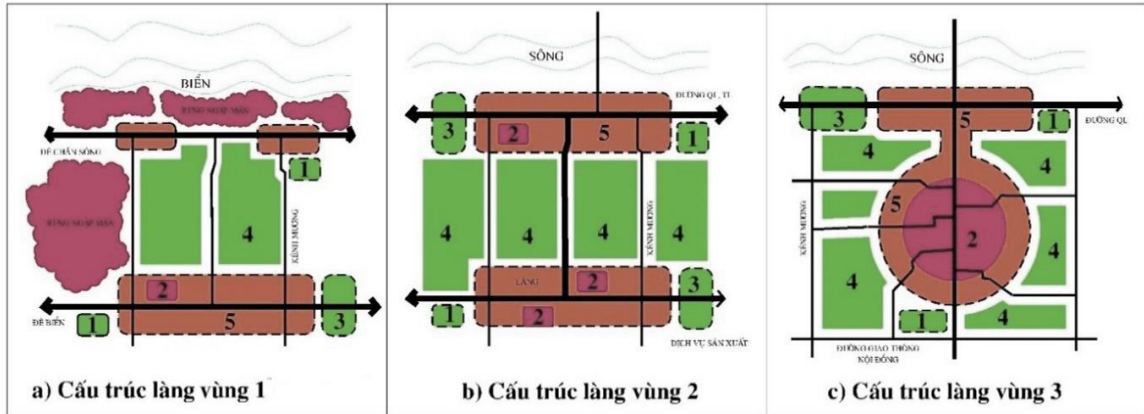 BIỂN
RỪNG NGẬP MẶN
ĐÊ CHẮN SÓNG
1
RỪNG NGẬP MẶN
4
KÊNH MƯƠNG
2
ĐÊ BIỂN
1
5
3
a) Cấu trúc làng vùng 1
SÔNG
ĐƯỜNG QL, TL
3
2
5
1
4
4
4
4
KÊNH MƯƠNG
LÀNG
2
3
1
2
DỊCH VỤ SẢN XUẤT
b) Cấu trúc làng vùng 2
SÔNG
3
5
1
ĐƯỜNG QL
4
4
5
KÊNH MƯƠNG
2
4
4
1
4
ĐƯỜNG GIAO THÔNG
NỘI ĐỒNG
c) Cấu trúc làng vùng 3